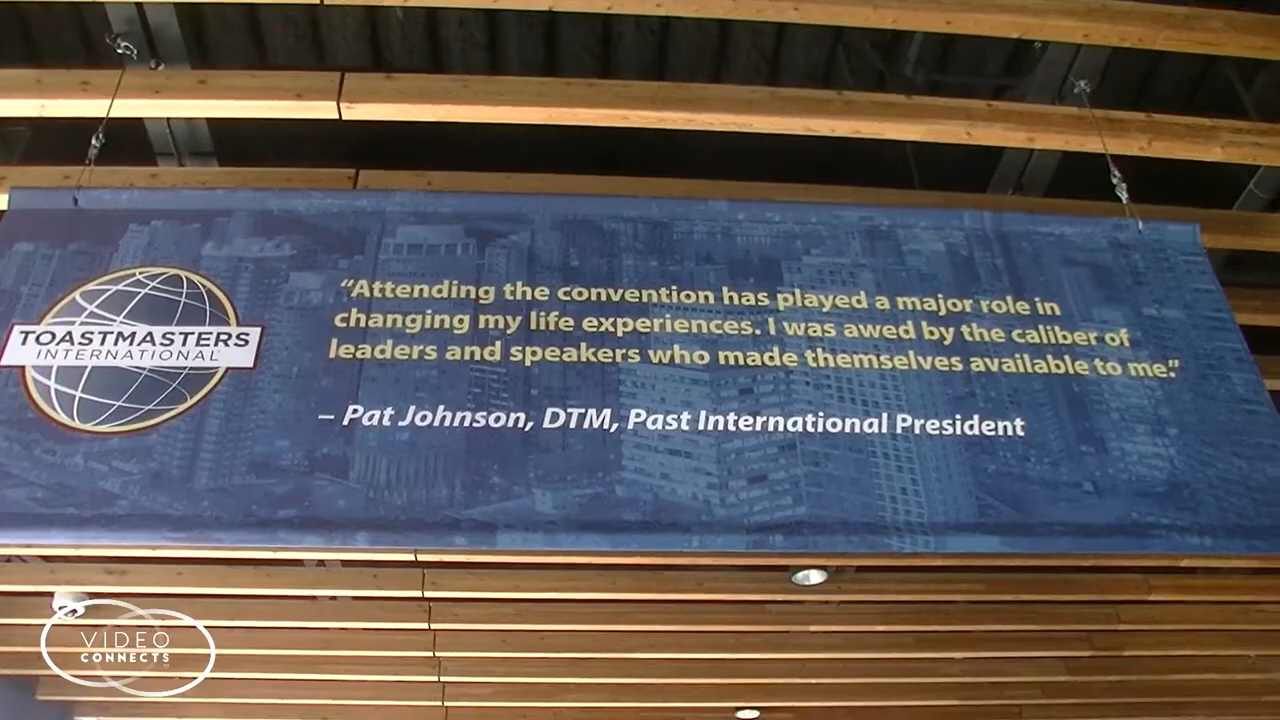 TOASTMASTERS
INTERNATIONAL
“Attending the convention has played a major role in
changing my life experiences. I was awed by the caliber of
leaders and speakers who made themselves available to me.”
– Pat Johnson, DTM, Past International President
VIDEO
CONNECTS